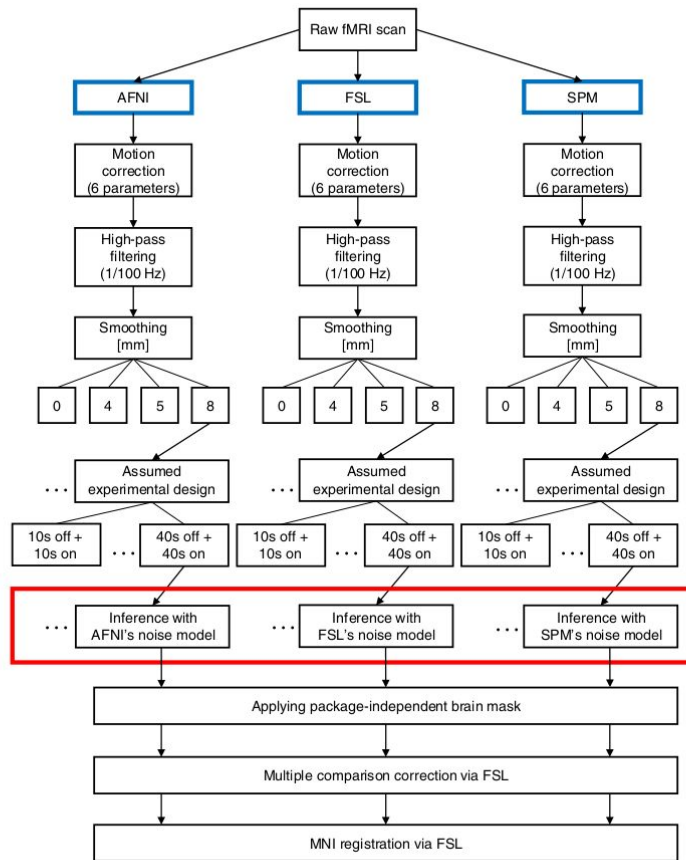 Raw fMRI scan
AFNI FSL SPM
Motion Motion Motion
correction correction correction
(6 parameters) (6 parameters) (6 parameters)
High-pass High-pass High-pass
filtering filtering filtering
(1/100 Hz) (1/100 Hz) (1/100 Hz)
Smoothing Smoothing Smoothing
[mm] [mm] [mm]
0 4 5 8 0 4 5 8 0 4 5 8
... Assumed ... Assumed ... Assumed
experimental design experimental design experimental design
10s off + 40s off + 10s off + 40s off + 10s off + 40s off +
10s on ... 40s on 10s on ... 40s on 10s on ... 40s on
... Inference with ... Inference with ... Inference with
AFNI's noise model FSL's noise model SPM's noise model
Applying package-independent brain mask
Multiple comparison correction via FSL
MNI registration via FSL